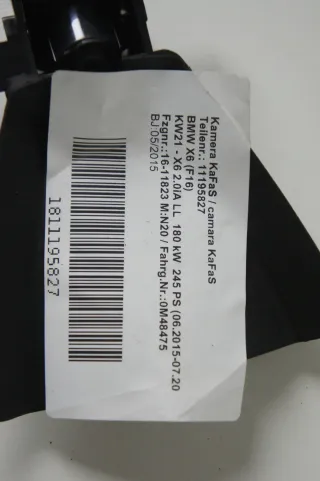 Kamera KaFaS / camara KaFaS
Teilenr.: 11195827
BMW X6 (F16)
KW21 - X6 2.0iA LL 180 kW 245 PS (06.2015-07.20
Fzgnr.:16-11823 M:N20 / Fahrg.Nr.:0M48475
BJ 05/2015
1811195827